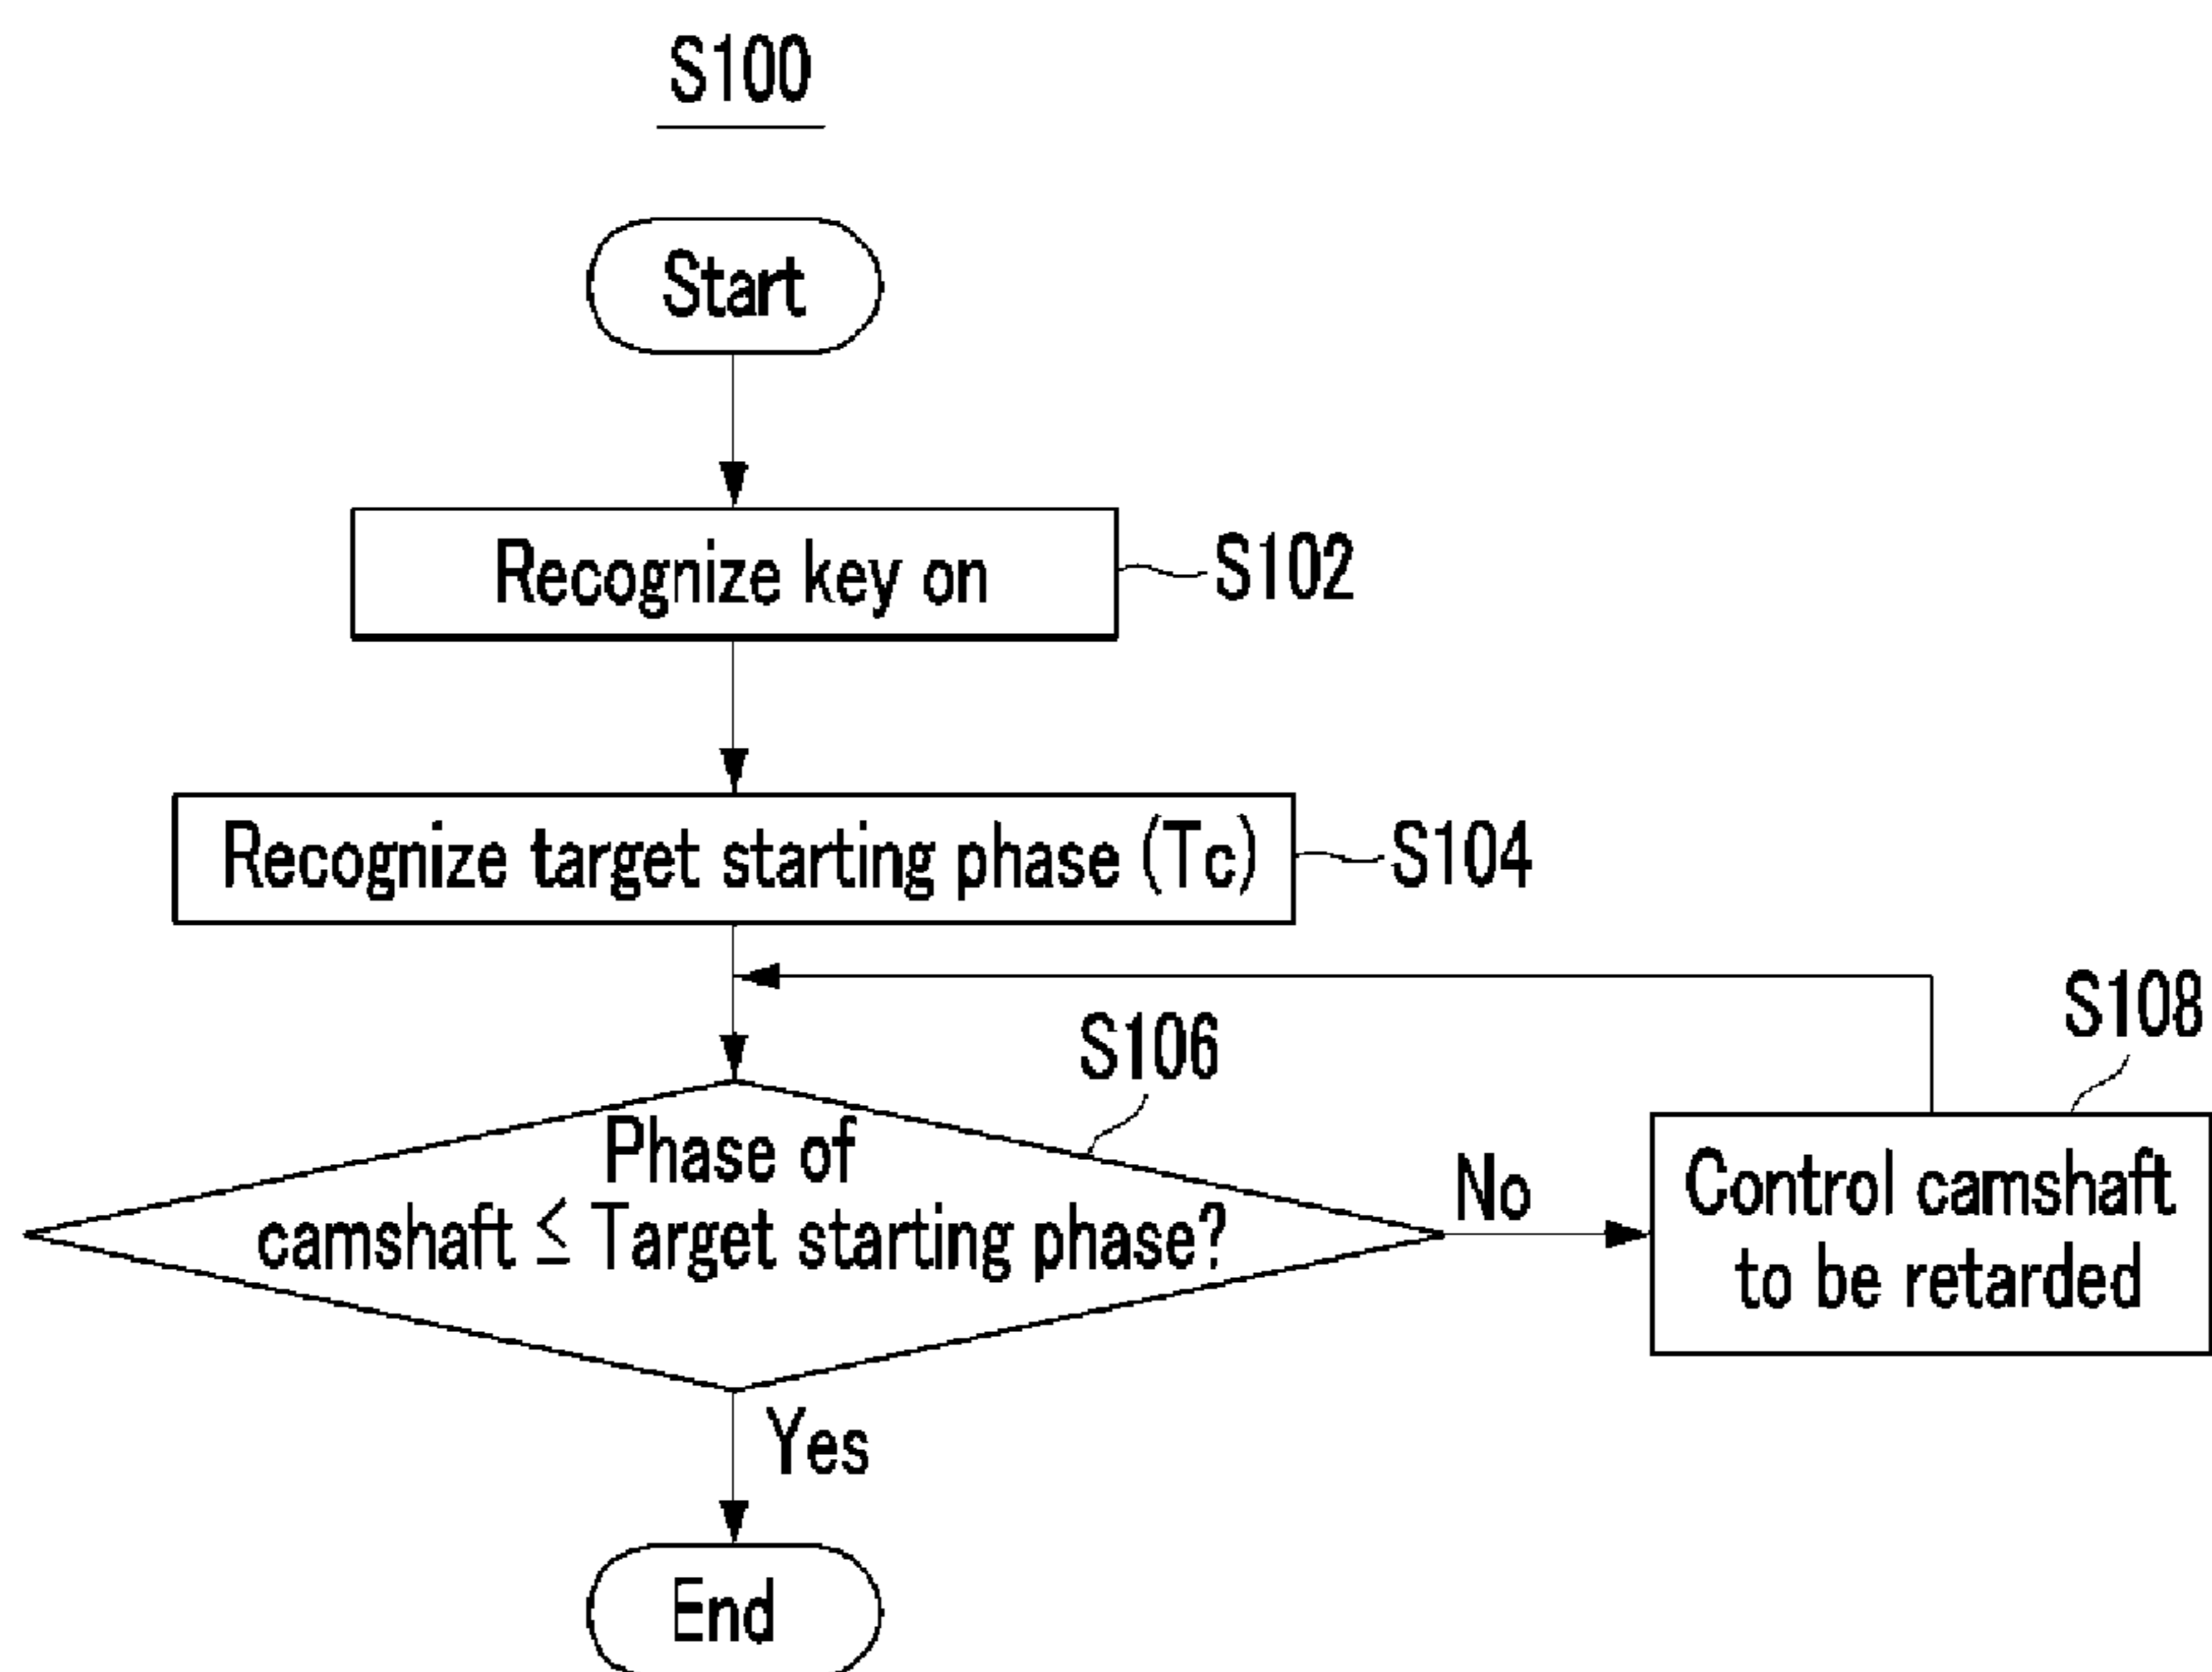 S100
Start
Recognize key on
S102
Recognize target starting phase (Tc)
S104
S106
S108
Phase of
camshaft ≤ Target starting phase?
No
Control camshaft
to be retarded
Yes
End